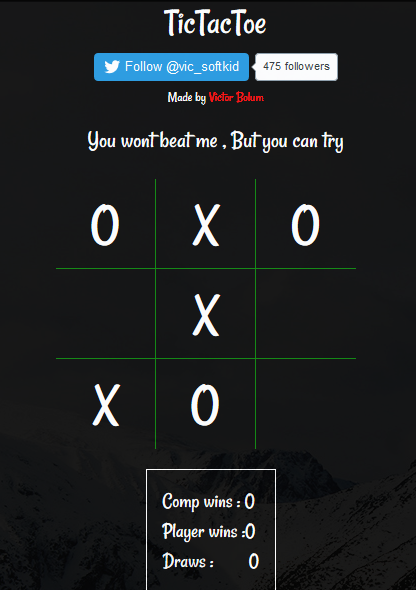 TicTacToe
Follow @vic_softkid 475 followers
Made by Victor Bolum
You wont beat me , But you can try
O X O
X
X O
Comp wins : 0
Player wins :0
Draws : 0